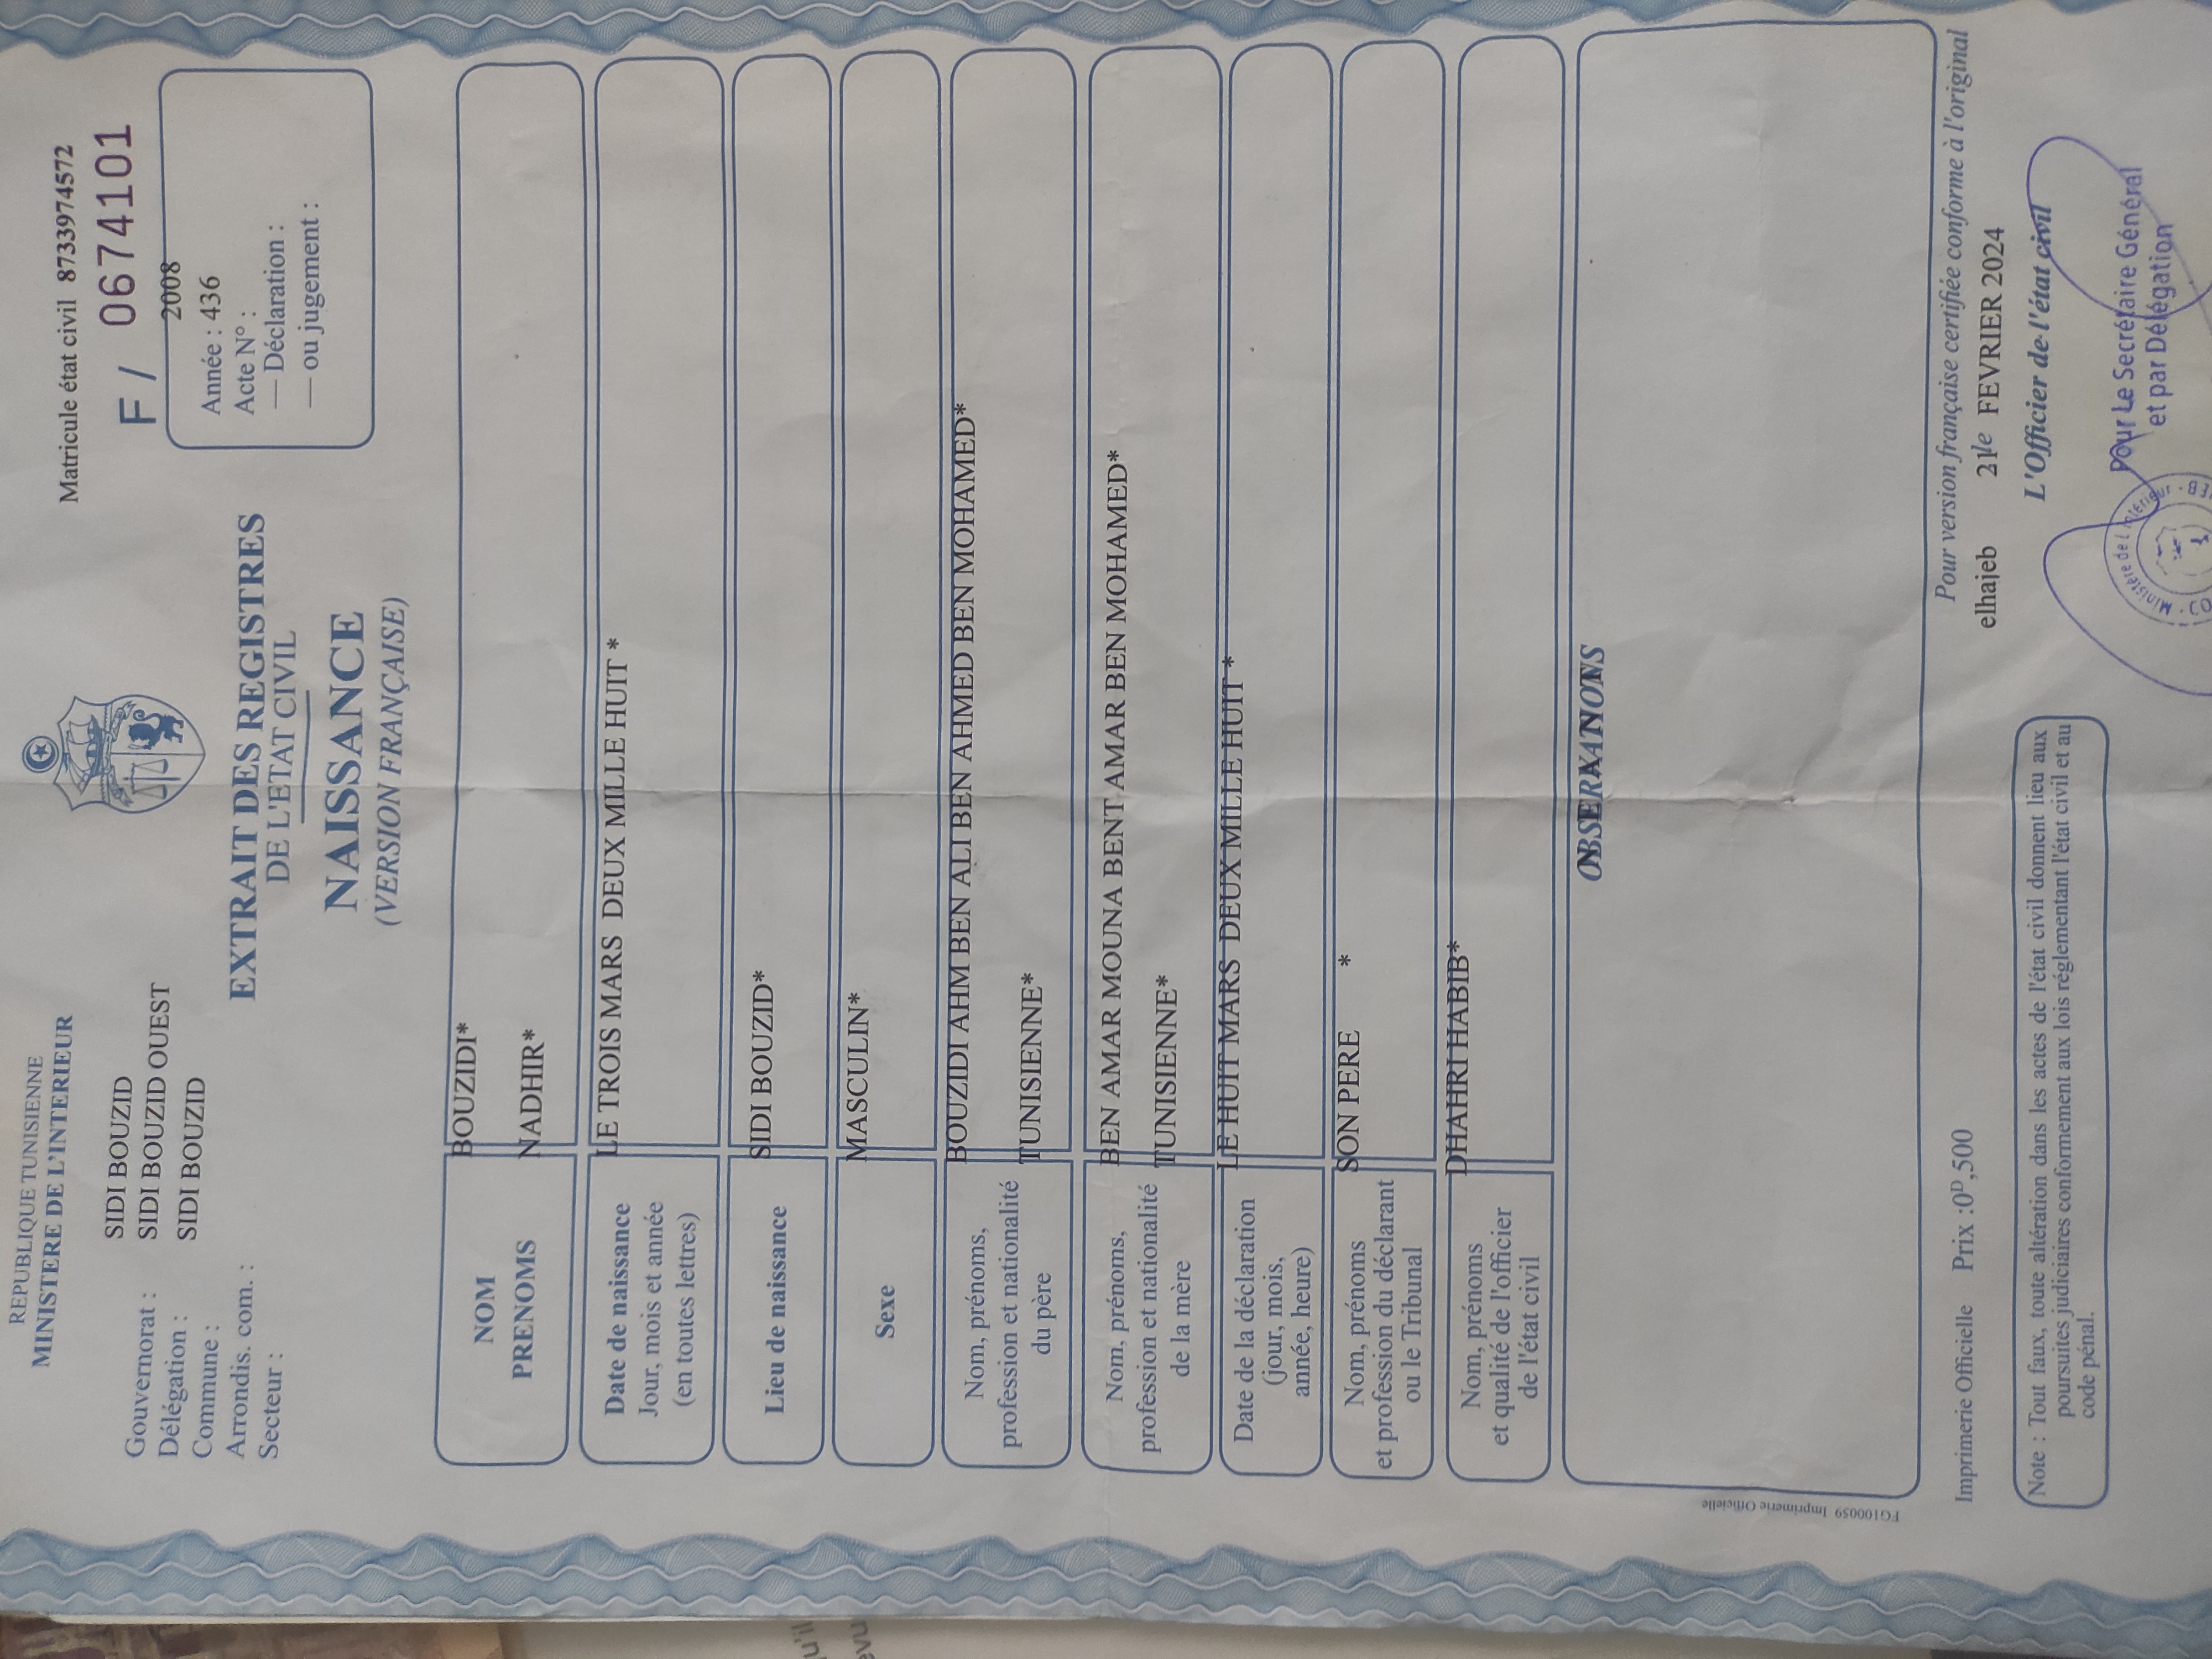 REPUBLIQUE TUNISIENNE
MINISTERE DE L'INTERIEUR
Matricule état civil 8733974572
F / 0674101
Gouvernorat : SIDI BOUZID
Délégation : SIDI BOUZID OUEST
Commune : SIDI BOUZID
Arrondis. com. :
Secteur :
2008
Année : 436
Acte N° :
— Déclaration :
— ou jugement :
EXTRAIT DES REGISTRES
DE L'ETAT CIVIL
NAISSANCE
(VERSION FRANÇAISE)
NOM BOUZIDI*
PRENOMS NADHIR*
Date de naissance
Jour, mois et année
(en toutes lettres)
LE TROIS MARS DEUX MILLE HUIT *
Lieu de naissance
SIDI BOUZID*
Sexe
MASCULIN*
Nom, prénoms,
profession et nationalité
du père
BOUZIDI AHM BEN ALI BEN AHMED BEN MOHAMED*
TUNISIENNE*
Nom, prénoms,
profession et nationalité
de la mère
BEN AMAR MOUNA BENT AMAR BEN MOHAMED*
TUNISIENNE*
Date de la déclaration
(jour, mois,
année, heure)
LE HUIT MARS DEUX MILLE HUIT *
Nom, prénoms
et profession du déclarant
ou le Tribunal
SON PERE *
Nom, prénoms
et qualité de l'officier
de l'état civil
DHAHRI HABIB*
OBSERVATIONS
FG100059 Imprimerie Officielle
Imprimerie Officielle Prix :0D,500
Pour version française certifiée conforme à l'original
elhajeb 21 le FEVRIER 2024
L'Officier de l'état civil
Pour Le Secrétaire Général
et par Délégation
Ministère de l'Intérieur
Note : Tout faux, toute altération dans les actes de l'état civil donnent lieu aux
poursuites judiciaires conformement aux lois réglementant l'état civil et au
code pénal.